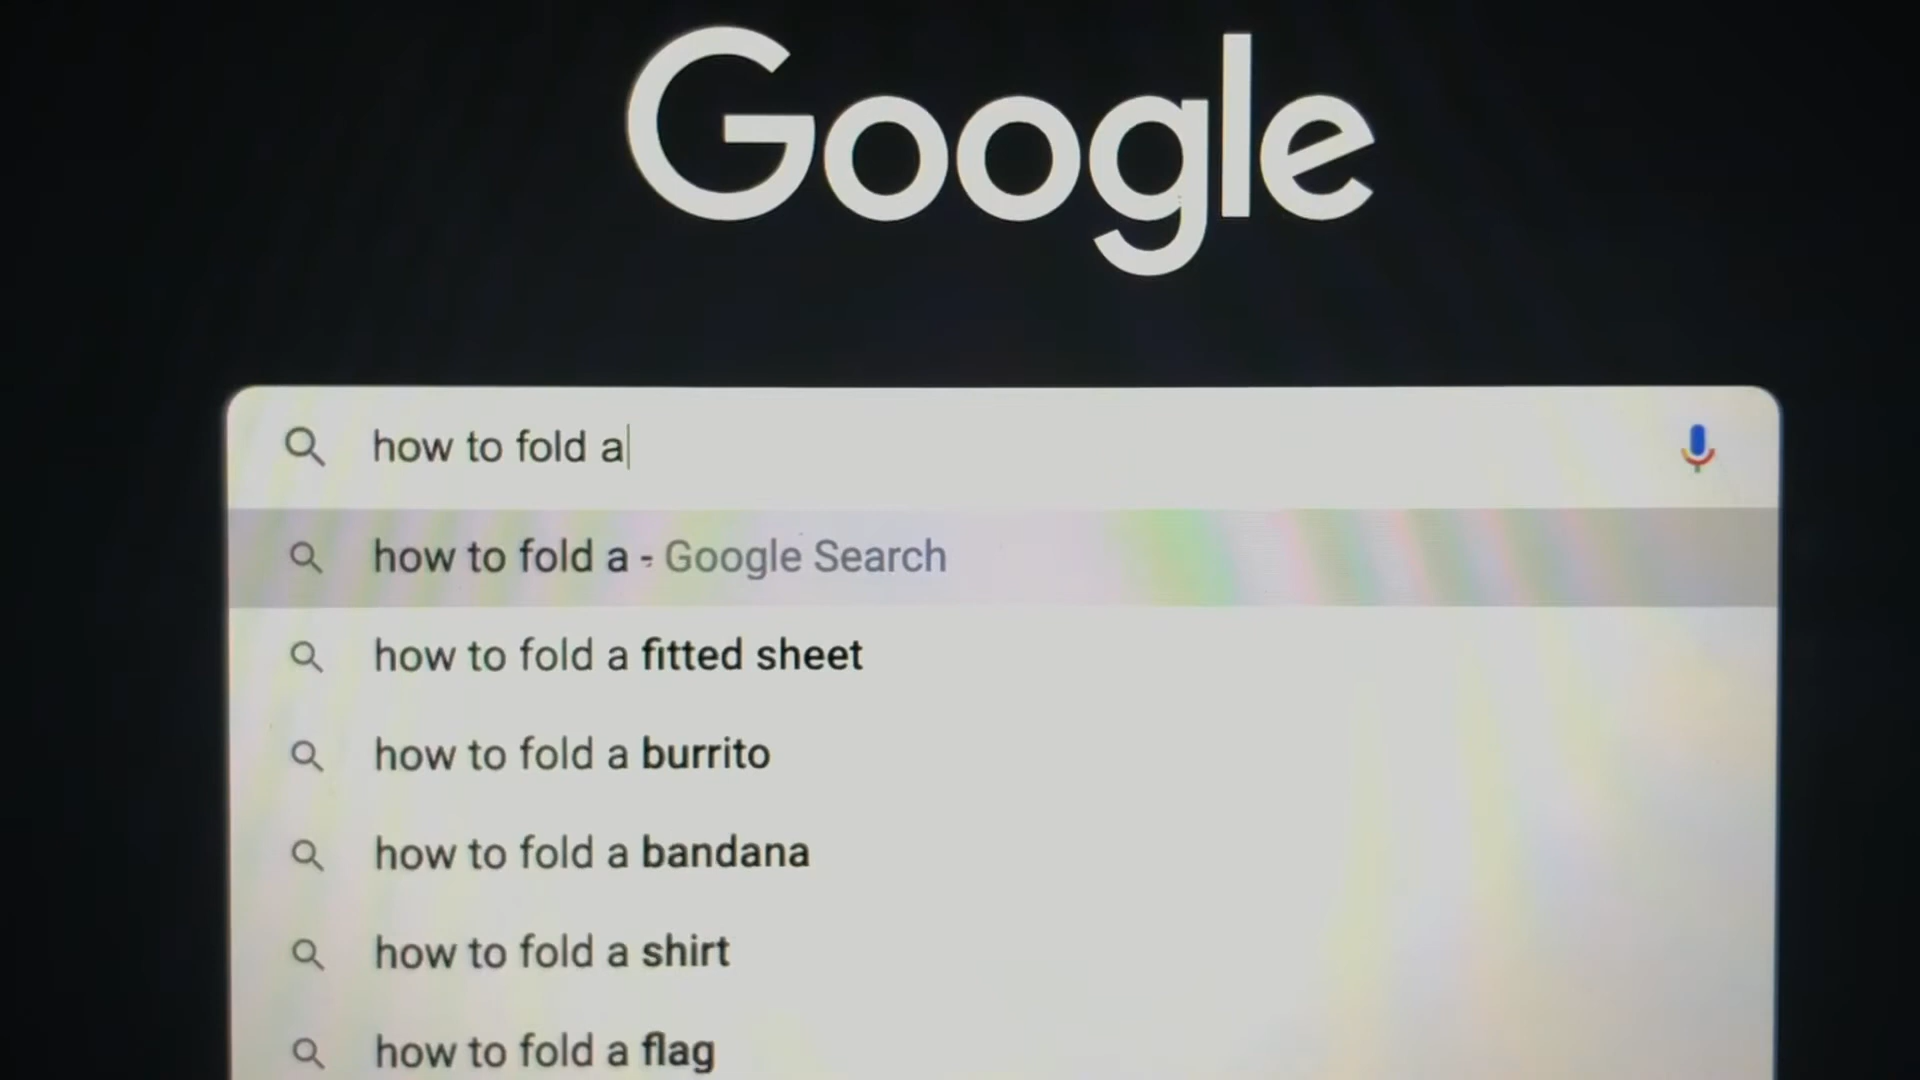 Google
how to fold a
how to fold a - Google Search
how to fold a fitted sheet
how to fold a burrito
how to fold a bandana
how to fold a shirt
how to fold a flag